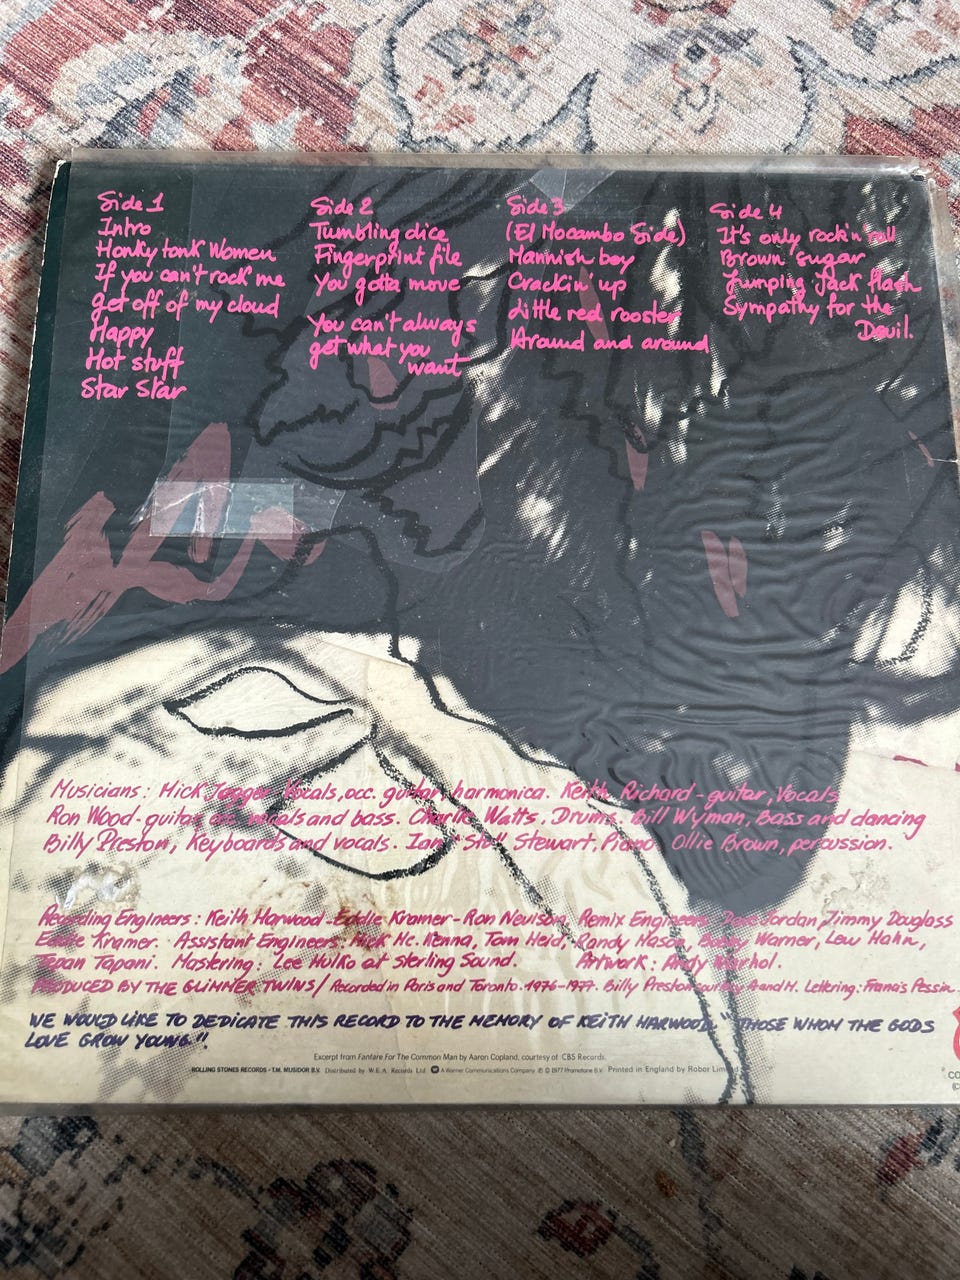 Side 1
Intro
Honky tonk Women
If you can't rock me
get off of my cloud
Happy
Hot stuff
Star Star
Side 2
Tumbling dice
Fingerprint file
You gotta move
You can't always
get what you
want
Side 3
(El Mocambo Side)
Mannish boy
Crackin' up
Little red rooster
Around and around
Side 4
It's only rock'n roll
Brown sugar
Jumping Jack flash
Sympathy for the
Devil.
Musicians: Mick Jagger Vocals, occ. guitar, harmonica. Keith Richard - guitar, Vocals
Ron Wood - guitar, occ. vocals and bass. Charlie Watts, Drums. Bill Wyman, Bass and dancing
Billy Preston, Keyboards and vocals. Ian "Stu" Stewart, Piano Ollie Brown, percussion.
Recording Engineers: Keith Harwood - Eddie Kramer - Ron Nevison, Remix Engineers, Dave Jordan, Jimmy Douglass
Eddie Kramer. Assistant Engineers: Mick Mc. Kenna, Tom Heid, Randy Mason, Bobby Warner, Lew Hahn,
Tapan Tapani. Mastering: Lee Hulko at Sterling Sound. Artwork: Andy Warhol.
PRODUCED BY THE GLIMMER TWINS / Recorded in Paris and Toronto. 1976-1977. Billy Preston courtesy A and M. Lettering: Francis Pessin.
WE WOULD LIKE TO DEDICATE THIS RECORD TO THE MEMORY OF KEITH HARWOOD. "THOSE WHOM THE GODS
LOVE GROW YOUNG".
Excerpt from Fanfare For The Common Man by Aaron Copland, courtesy of CBS Records.
ROLLING STONES RECORDS - T.M. MUSIDOR B.V. Distributed by W.E.A. Records Ltd. A Warner Communications Company ℗ © 1977 Promotone B.V. Printed in England by Robor Limited
CO
(C